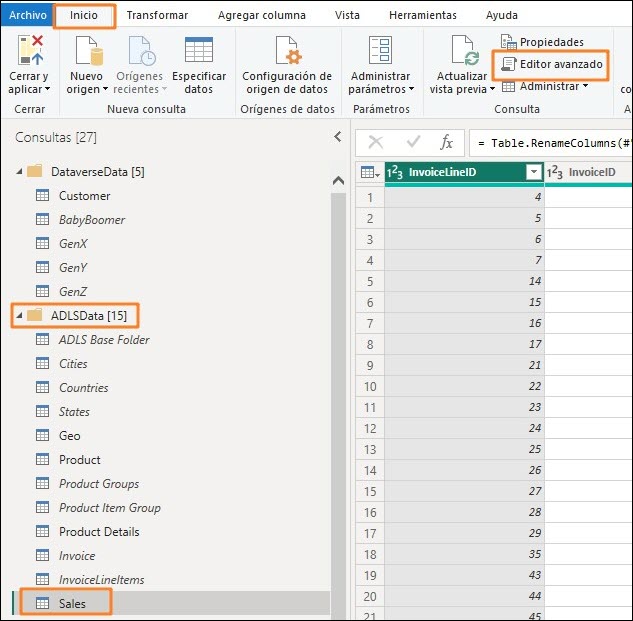 Archivo Inicio Transformar Agregar columna Vista Herramientas Ayuda
Cerrar y aplicar
Nuevo origen
Orígenes recientes
Especificar datos
Configuración de origen de datos
Administrar parámetros
Actualizar vista previa
Propiedades
Editor avanzado
Administrar
Cerrar Nueva consulta Orígenes de datos Parámetros Consulta
Consultas [27]
DataverseData [5]
Customer
BabyBoomer
GenX
GenY
GenZ
ADLSData [15]
ADLS Base Folder
Cities
Countries
States
Geo
Product
Product Groups
Product Item Group
Product Details
Invoice
InvoiceLineItems
Sales
fx = Table.RenameColumns(#"
1²3 InvoiceLineID 1²3 InvoiceID
1 4
2 5
3 6
4 7
5 14
6 15
7 16
8 17
9 21
10 22
11 23
12 24
13 25
14 26
15 27
16 28
17 29
18 35
19 43
20 44
21 45